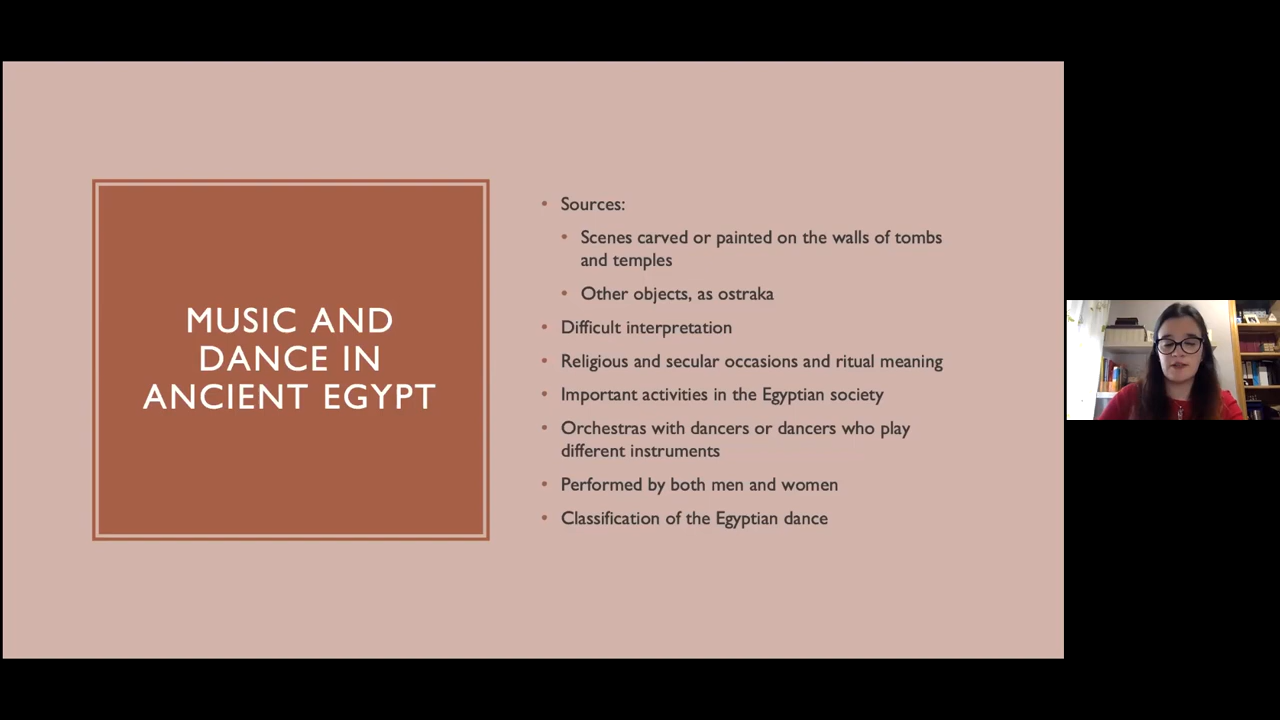 MUSIC AND
DANCE IN
ANCIENT EGYPT
• Sources:
• Scenes carved or painted on the walls of tombs
and temples
• Other objects, as ostraka
• Difficult interpretation
• Religious and secular occasions and ritual meaning
• Important activities in the Egyptian society
• Orchestras with dancers or dancers who play
different instruments
• Performed by both men and women
• Classification of the Egyptian dance